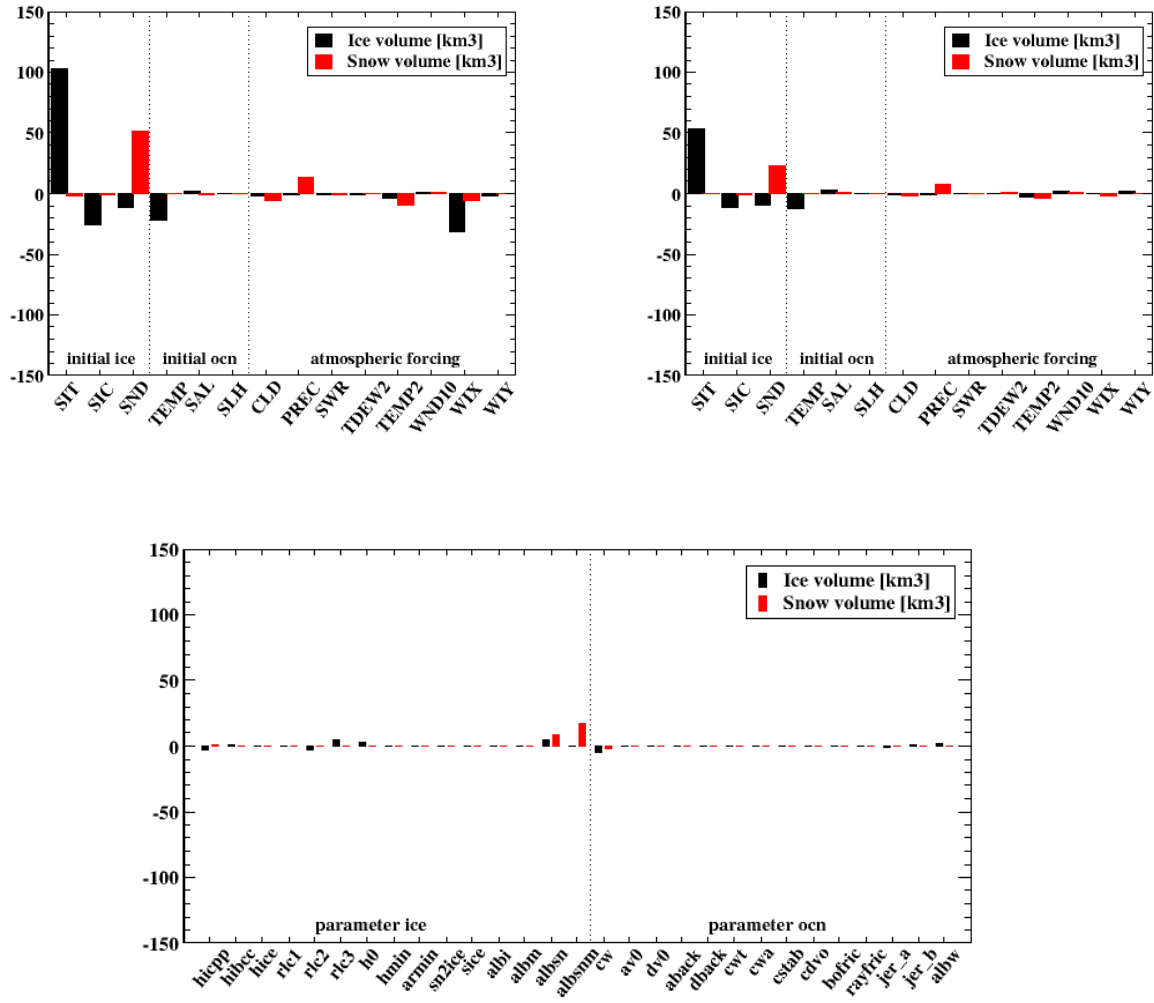 150
100
50
0
-50
-100
-150
Ice volume [km3]
Snow volume [km3]
initial ice
initial ocn
atmospheric forcing
SIT
SIC
SND
TEMP
SAL
SLH
CLD
PREC
SWR
TDEW2
TEMP2
WND10
WIX
WIY
150
100
50
0
-50
-100
-150
Ice volume [km3]
Snow volume [km3]
initial ice
initial ocn
atmospheric forcing
SIT
SIC
SND
TEMP
SAL
SLH
CLD
PREC
SWR
TDEW2
TEMP2
WND10
WIX
WIY
150
100
50
0
-50
-100
-150
Ice volume [km3]
Snow volume [km3]
parameter ice
parameter ocn
hicpp
hibcc
hice
rlc1
rlc2
rlc3
h0
hmin
armin
sn2ice
sice
albi
albm
albsn
albsnm
cw
av0
dv0
aback
dback
cwt
cwa
cstab
cdvo
bofric
rayfric
jer_a
jer_b
albw